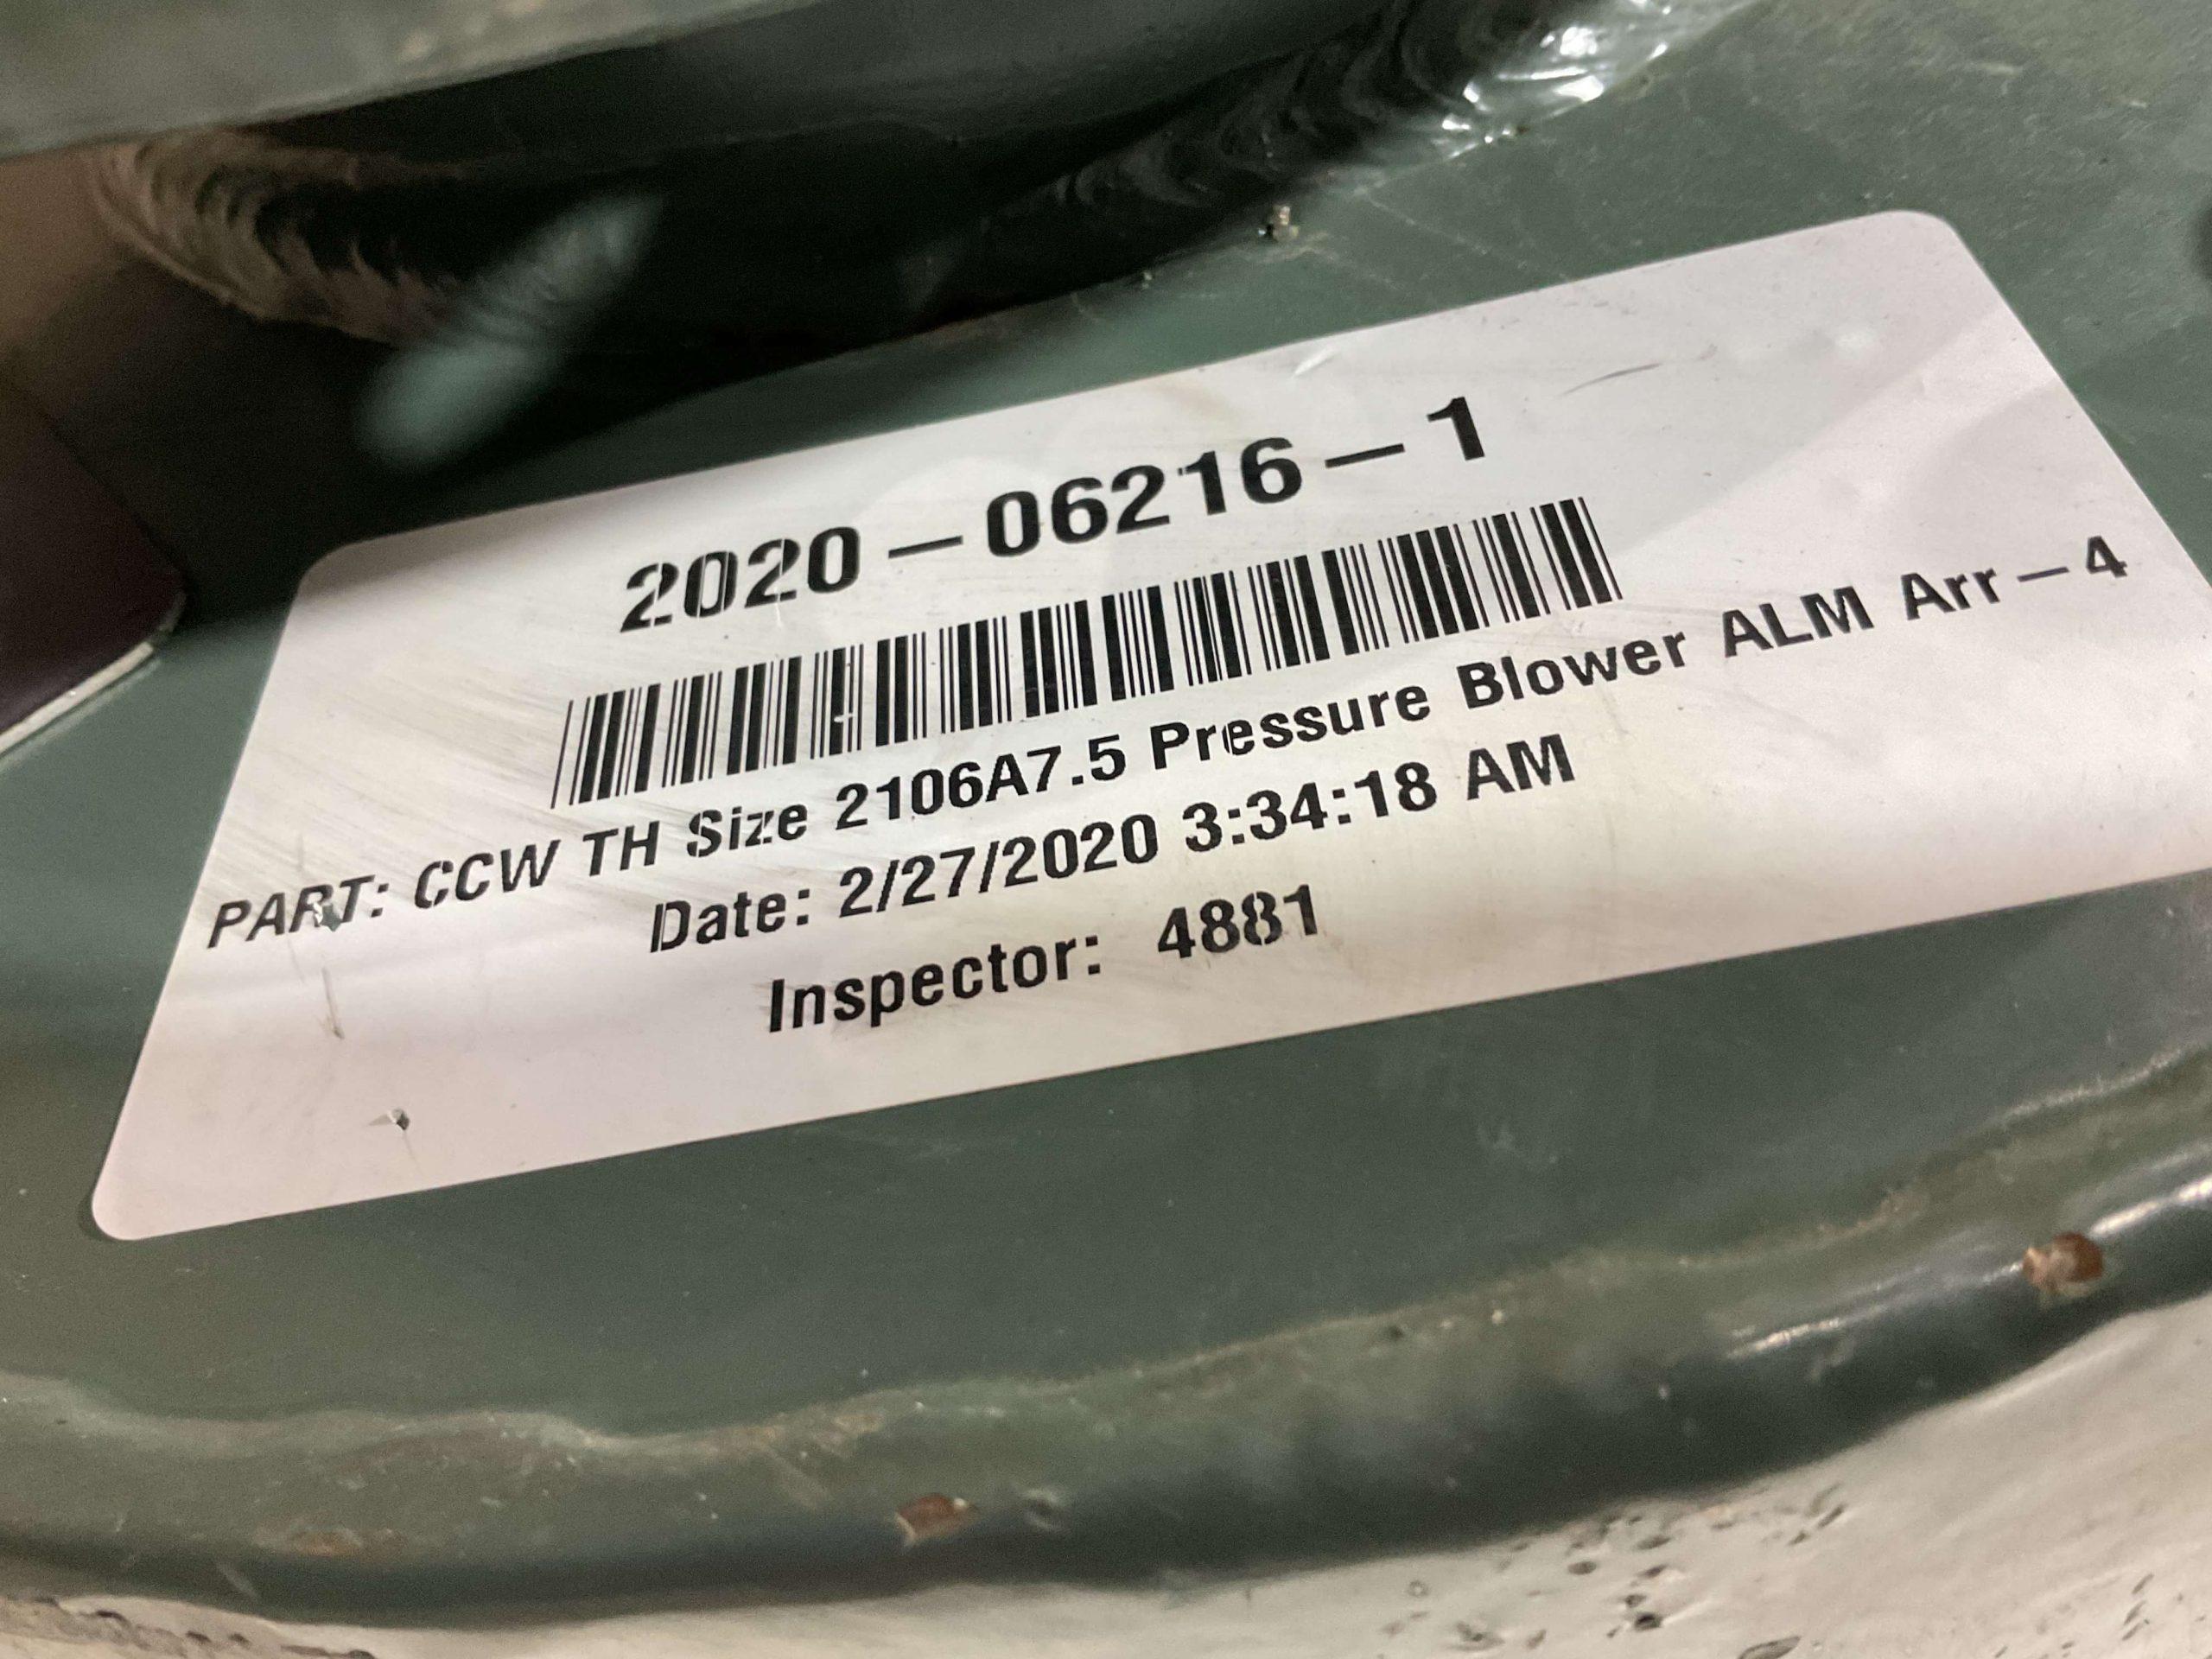 2020-06216-1
PART: CCW TH Size 2106A7.5 Pressure Blower ALM Arr-4
Date: 2/27/2020 3:34:18 AM
Inspector: 4881